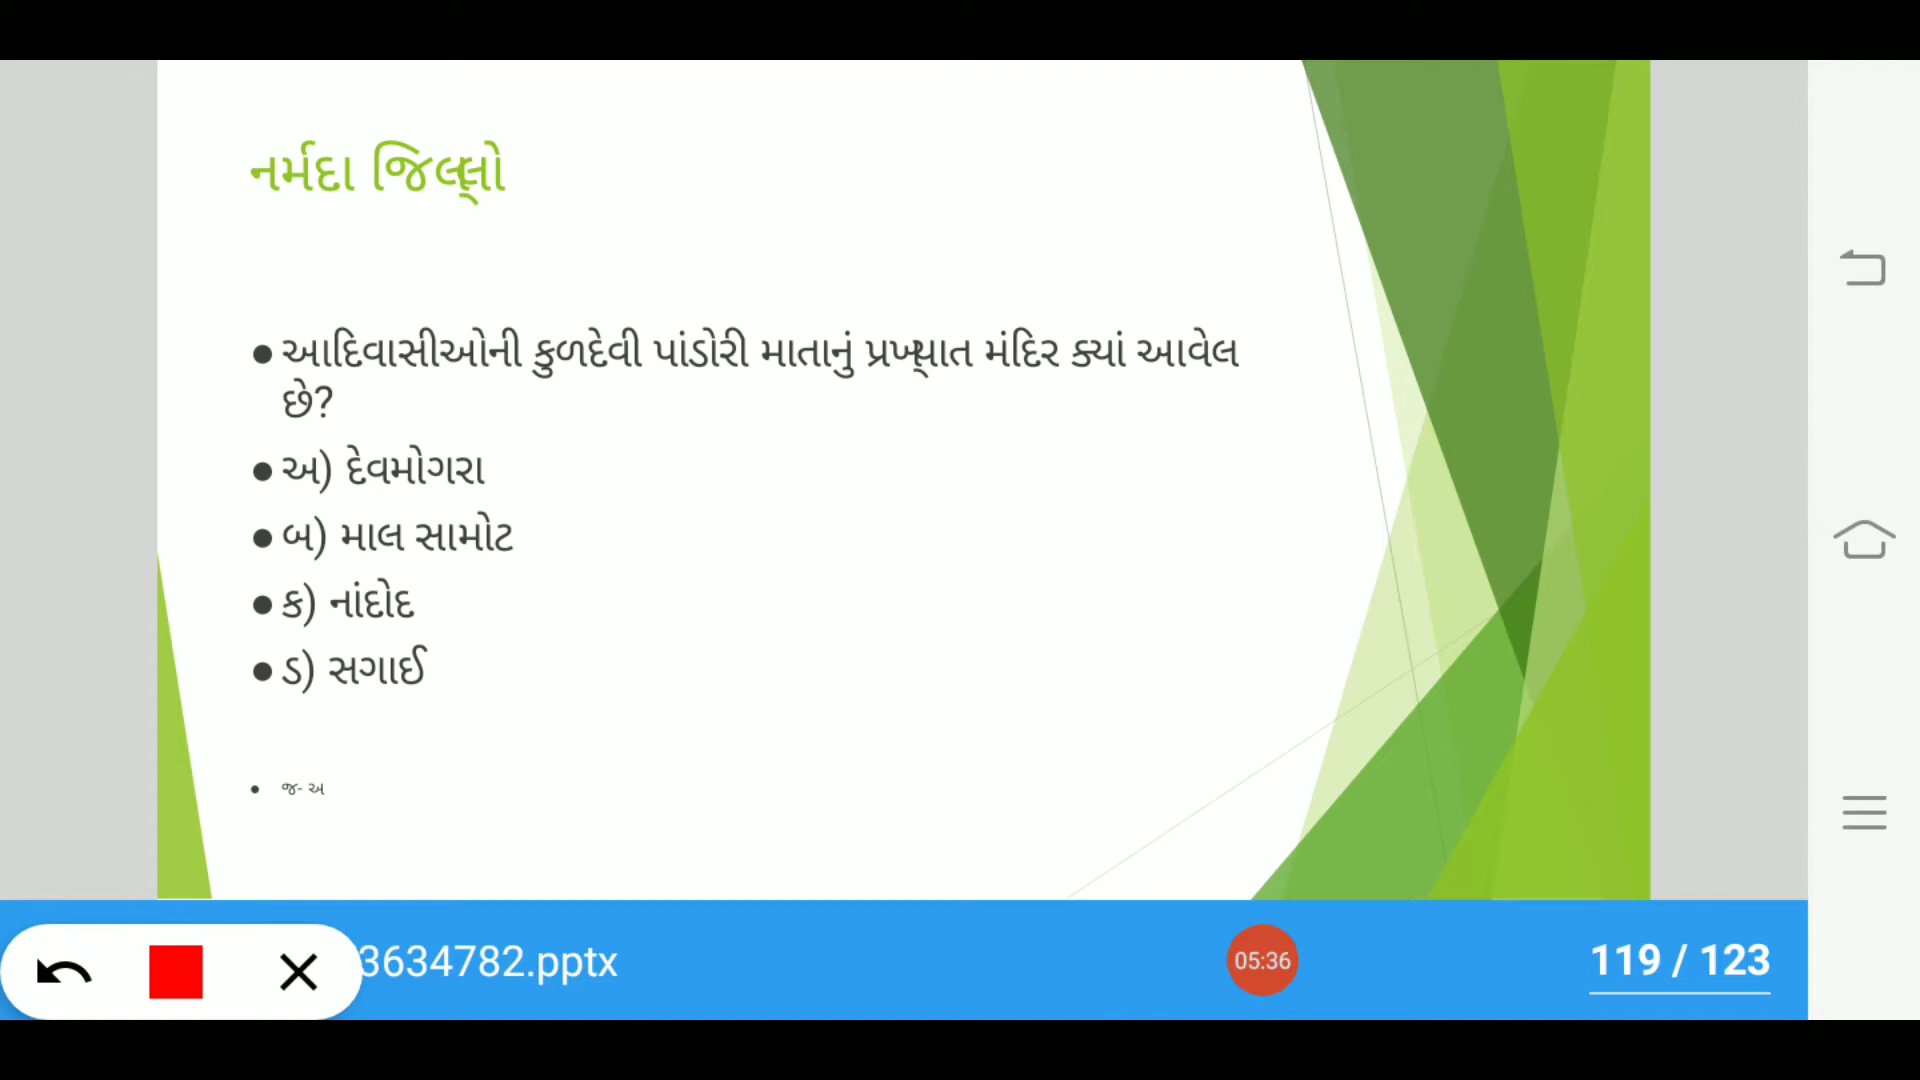 નર્મદા જિલ્લો
● આદિવાસીઓની કુળદેવી પાંડોરી માતાનું પ્રખ્યાત મંદિર ક્યાં આવેલ
છે?
● અ) દેવમોગરા
● બ) માલ સામોટ
● ક) નાંદોદ
● ડ) સગાઈ
• જ- અ
3634782.pptx
05:36
119 / 123